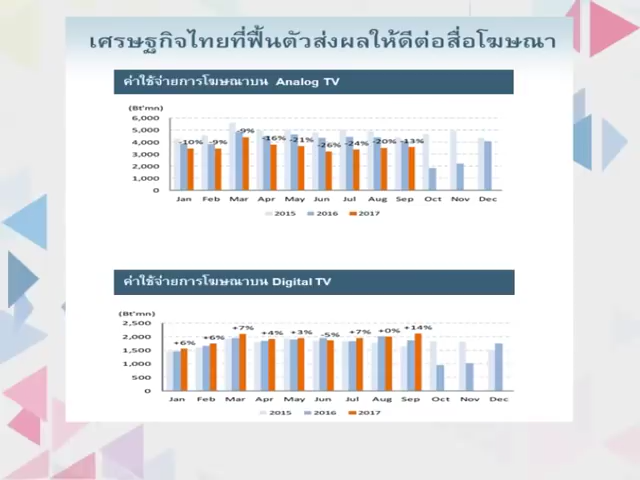 เศรษฐกิจไทยที่ฟื้นตัวส่งผลให้ดีต่อสื่อโฆษณา
ค่าใช้จ่ายการโฆษณาบน Analog TV
(Bt'mn)
6,000
5,000
4,000
3,000
2,000
1,000
0
-10% -9% -9% -16% -21% -26% -24% -20% -13%
Jan Feb Mar Apr May Jun Jul Aug Sep Oct Nov Dec
2015 2016 2017
ค่าใช้จ่ายการโฆษณาบน Digital TV
(Bt'mn)
2,500
2,000
1,500
1,000
500
0
+6% +6% +7% +4% +3% -5% +7% +0% +14%
Jan Feb Mar Apr May Jun Jul Aug Sep Oct Nov Dec
2015 2016 2017